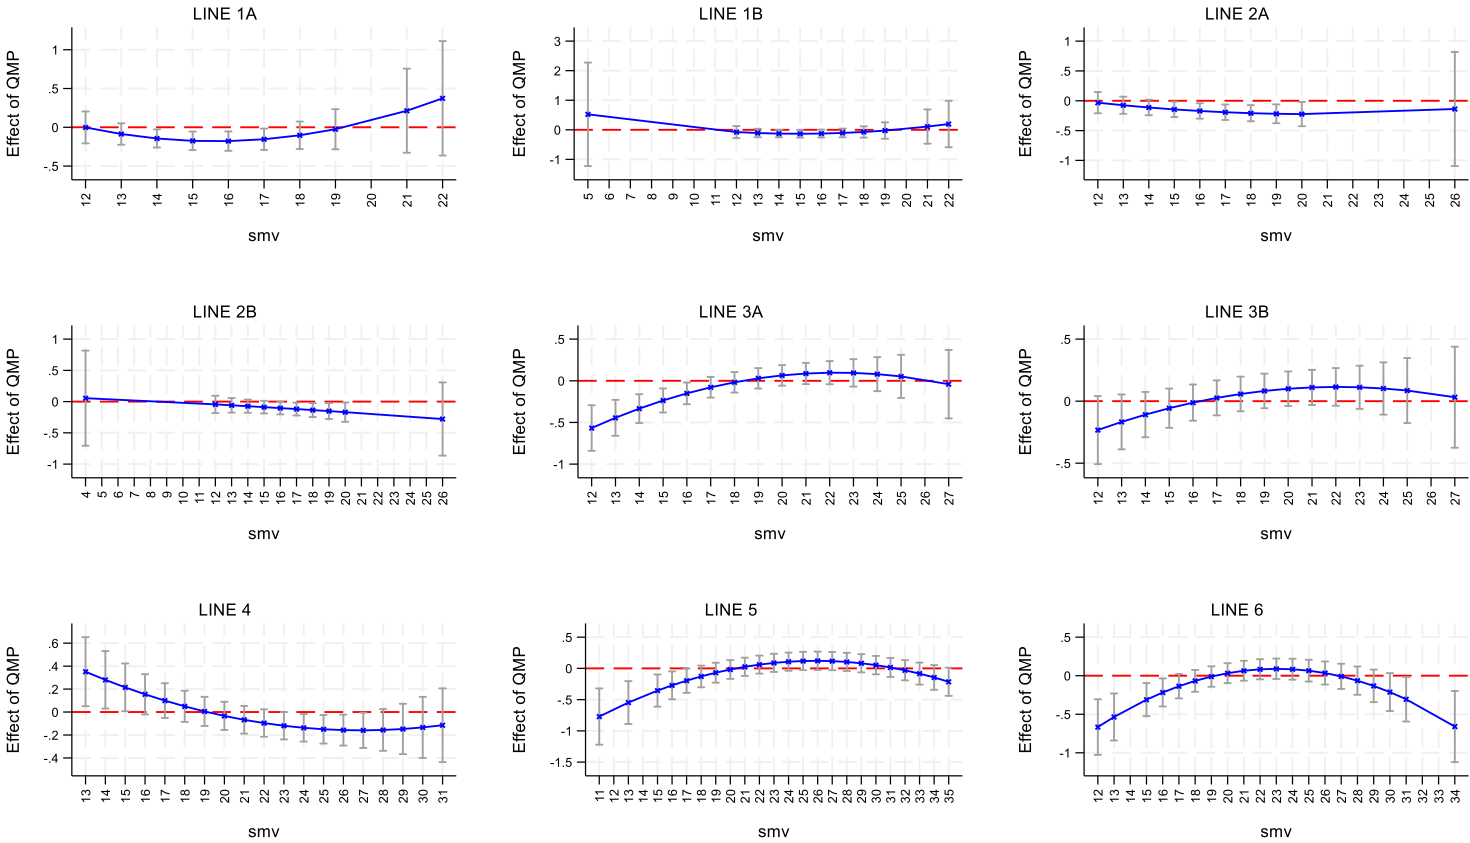 LINE 1A
Effect of QMP
1
.5
0
-.5
12 13 14 15 16 17 18 19 20 21 22
smv
LINE 1B
Effect of QMP
3
2
1
0
-1
5 6 7 8 9 10 11 12 13 14 15 16 17 18 19 20 21 22
smv
LINE 2A
Effect of QMP
1
.5
0
-.5
-1
12 13 14 15 16 17 18 19 20 21 22 23 24 25 26
smv
LINE 2B
Effect of QMP
1
.5
0
-.5
-1
4 5 6 7 8 9 10 11 12 13 14 15 16 17 18 19 20 21 22 23 24 25 26
smv
LINE 3A
Effect of QMP
.5
0
-.5
-1
12 13 14 15 16 17 18 19 20 21 22 23 24 25 26 27
smv
LINE 3B
Effect of QMP
.5
0
-.5
12 13 14 15 16 17 18 19 20 21 22 23 24 25 26 27
smv
LINE 4
Effect of QMP
.6
.4
.2
0
-.2
-.4
13 14 15 16 17 18 19 20 21 22 23 24 25 26 27 28 29 30 31
smv
LINE 5
Effect of QMP
.5
0
-.5
-1
-1.5
11 12 13 14 15 16 17 18 19 20 21 22 23 24 25 26 27 28 29 30 31 32 33 34 35
smv
LINE 6
Effect of QMP
.5
0
-.5
-1
12 13 14 15 16 17 18 19 20 21 22 23 24 25 26 27 28 29 30 31 32 33 34
smv